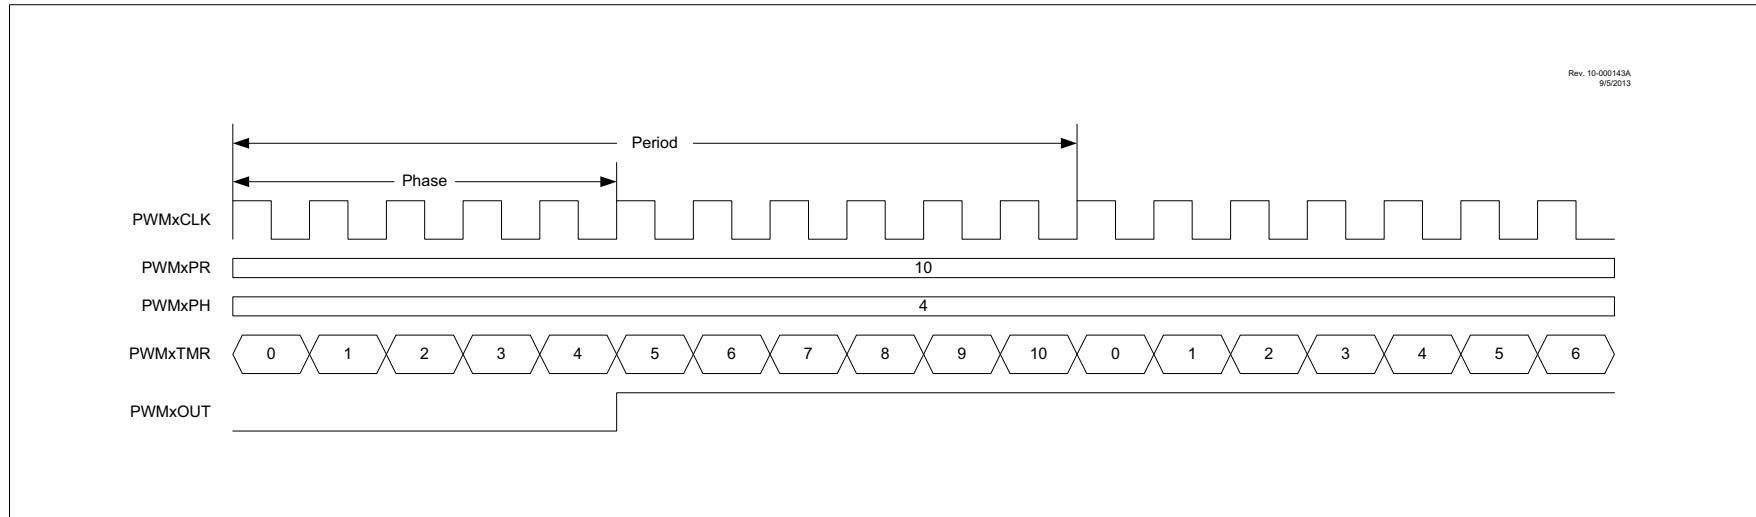 Rev. 10-000143A
9/5/2013
Period
Phase
PWMxCLK
PWMxPR 10
PWMxPH 4
PWMxTMR 0 1 2 3 4 5 6 7 8 9 10 0 1 2 3 4 5 6
PWMxOUT